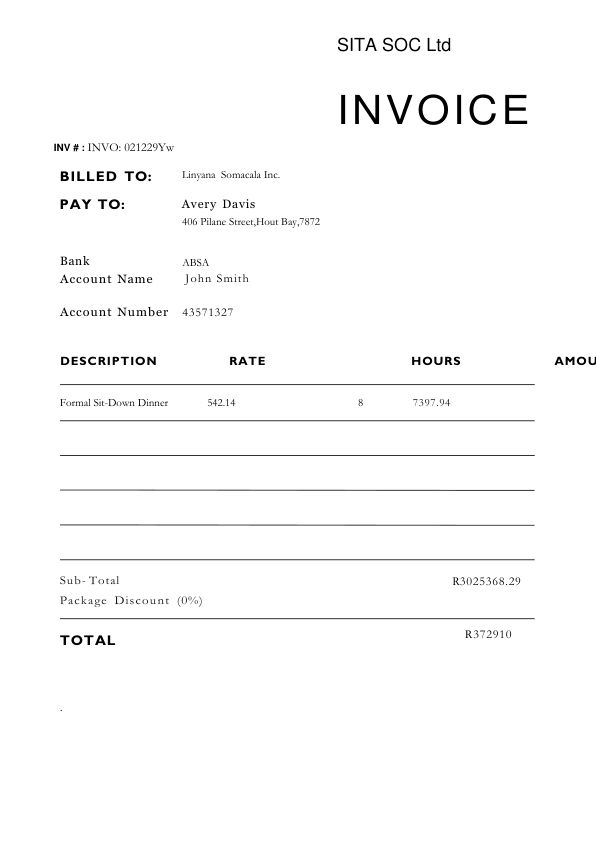 SITA SOC Ltd
INVOICE
INV # : INVO: 021229Yw
BILLED TO: Linyana Somacala Inc.
PAY TO: Avery Davis
406 Pilane Street,Hout Bay,7872
Bank ABSA
Account Name John Smith
Account Number 43571327
DESCRIPTION RATE HOURS AMOU
Formal Sit-Down Dinner 542.14 8 7397.94
Sub-Total R3025368.29
Package Discount (0%)
TOTAL R372910
.